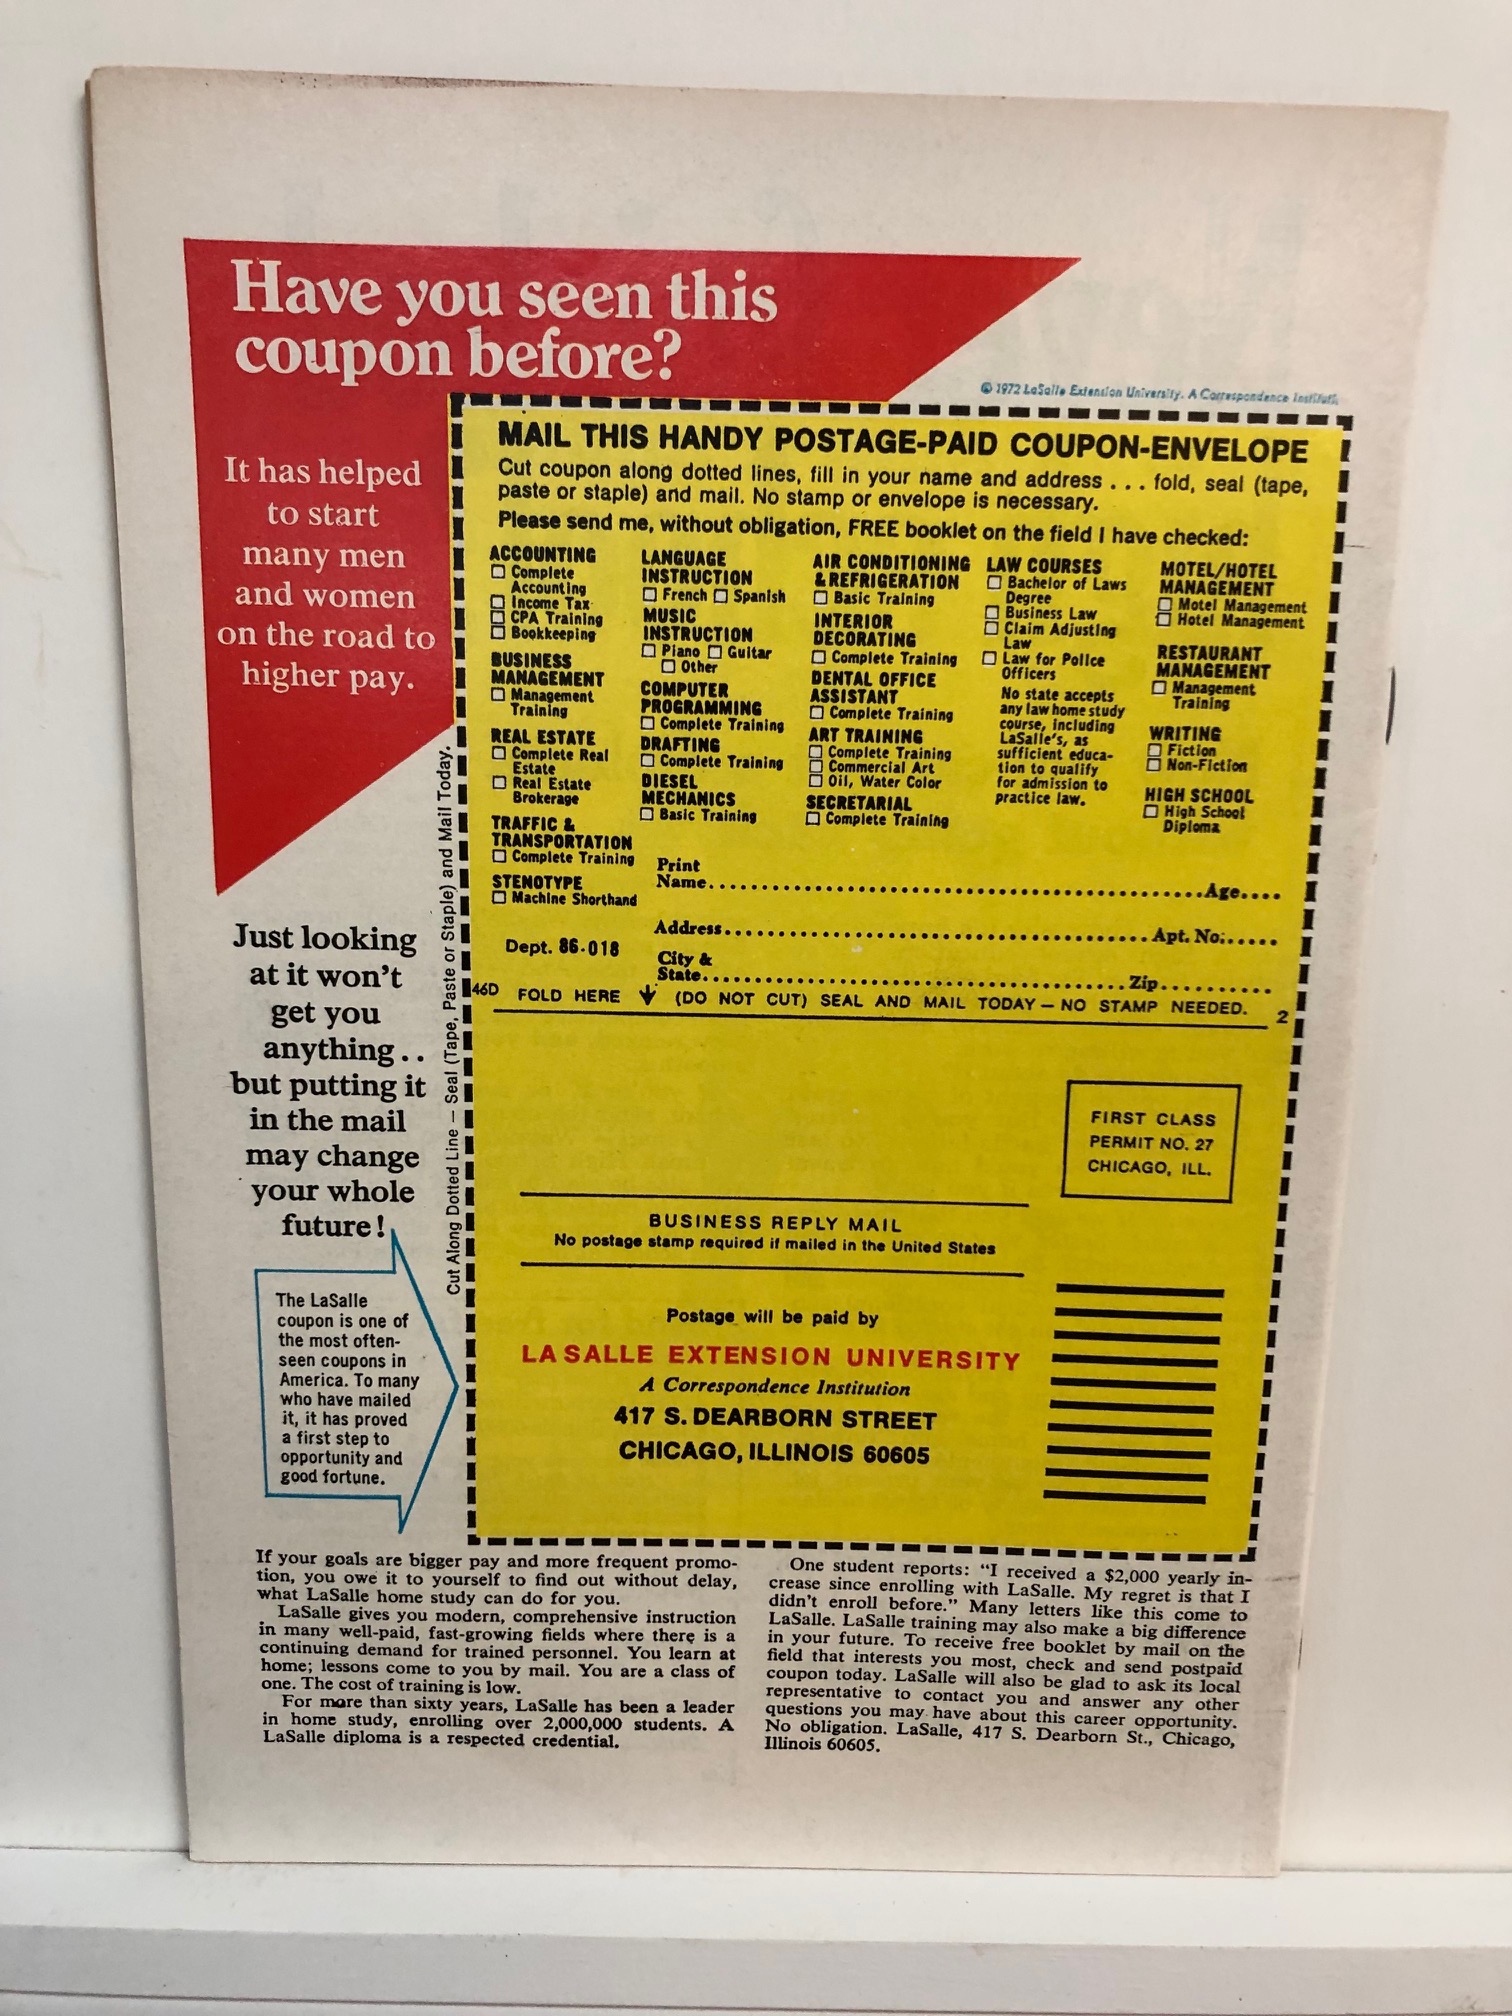 Have you seen this
coupon before?
© 1972 LaSalle Extension University. A Correspondence Institution
It has helped
to start
many men
and women
on the road to
higher pay.
Just looking
at it won't
get you
anything..
but putting it
in the mail
may change
your whole
future!
The LaSalle
coupon is one of
the most often-
seen coupons in
America. To many
who have mailed
it, it has proved
a first step to
opportunity and
good fortune.
Cut Along Dotted Line — Seal (Tape, Paste or Staple) and Mail Today.
MAIL THIS HANDY POSTAGE-PAID COUPON-ENVELOPE
Cut coupon along dotted lines, fill in your name and address . . . fold, seal (tape,
paste or staple) and mail. No stamp or envelope is necessary.
Please send me, without obligation, FREE booklet on the field I have checked:
ACCOUNTING
Complete
Accounting
Income Tax
CPA Training
Bookkeeping
BUSINESS
MANAGEMENT
Management
Training
REAL ESTATE
Complete Real
Estate
Real Estate
Brokerage
TRAFFIC &
TRANSPORTATION
Complete Training
STENOTYPE
Machine Shorthand
LANGUAGE
INSTRUCTION
French Spanish
MUSIC
INSTRUCTION
Piano Guitar
Other
COMPUTER
PROGRAMMING
Complete Training
DRAFTING
Complete Training
DIESEL
MECHANICS
Basic Training
AIR CONDITIONING
& REFRIGERATION
Basic Training
INTERIOR
DECORATING
Complete Training
DENTAL OFFICE
ASSISTANT
Complete Training
ART TRAINING
Complete Training
Commercial Art
Oil, Water Color
SECRETARIAL
Complete Training
LAW COURSES
Bachelor of Laws
Degree
Business Law
Claim Adjusting
Law
Law for Police
Officers
No state accepts
any law home study
course, including
LaSalle's, as
sufficient educa-
tion to qualify
for admission to
practice law.
MOTEL/HOTEL
MANAGEMENT
Motel Management
Hotel Management
RESTAURANT
MANAGEMENT
Management
Training
WRITING
Fiction
Non-Fiction
HIGH SCHOOL
High School
Diploma
Print
Name Age
Address Apt. No.
Dept. 86-018
City &
State Zip
46D FOLD HERE ↓ (DO NOT CUT) SEAL AND MAIL TODAY — NO STAMP NEEDED. 2
FIRST CLASS
PERMIT NO. 27
CHICAGO, ILL.
BUSINESS REPLY MAIL
No postage stamp required if mailed in the United States
Postage will be paid by
LA SALLE EXTENSION UNIVERSITY
A Correspondence Institution
417 S. DEARBORN STREET
CHICAGO, ILLINOIS 60605
If your goals are bigger pay and more frequent promo-
tion, you owe it to yourself to find out without delay,
what LaSalle home study can do for you.
LaSalle gives you modern, comprehensive instruction
in many well-paid, fast-growing fields where there is a
continuing demand for trained personnel. You learn at
home; lessons come to you by mail. You are a class of
one. The cost of training is low.
For more than sixty years, LaSalle has been a leader
in home study, enrolling over 2,000,000 students. A
LaSalle diploma is a respected credential.
One student reports: "I received a $2,000 yearly in-
crease since enrolling with LaSalle. My regret is that I
didn't enroll before." Many letters like this come to
LaSalle. LaSalle training may also make a big difference
in your future. To receive free booklet by mail on the
field that interests you most, check and send postpaid
coupon today. LaSalle will also be glad to ask its local
representative to contact you and answer any other
questions you may have about this career opportunity.
No obligation. LaSalle, 417 S. Dearborn St., Chicago,
Illinois 60605.